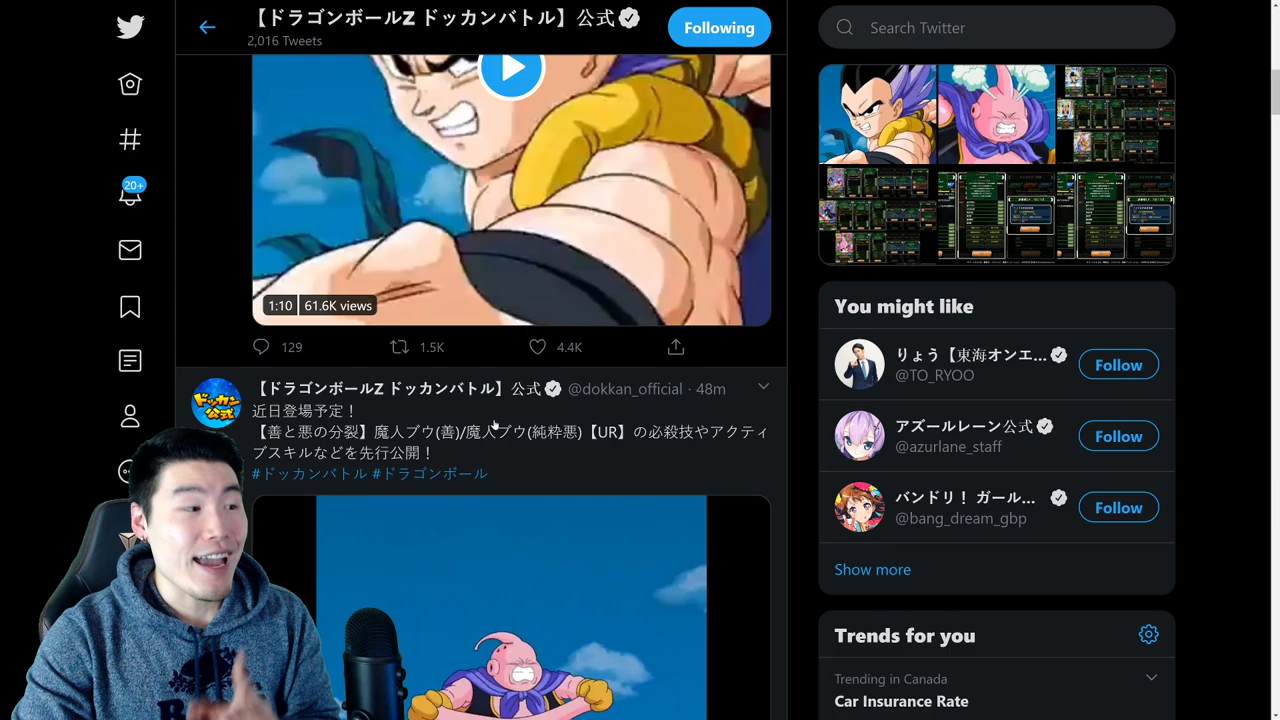 【ドラゴンボールZ ドッカンバトル】公式
2,016 Tweets
Following
Search Twitter
20+
1:10
61.6K views
129
1.5K
4.4K
【ドラゴンボールZ ドッカンバトル】公式 @dokkan_official · 48m
近日登場予定！
【善と悪の分裂】魔人ブウ(善)/魔人ブウ(純粋悪)【UR】の必殺技やアクティ
ブスキルなどを先行公開！
#ドッカンバトル #ドラゴンボール
You might like
りょう【東海オンエ...
@TO_RYOO
Follow
アズールレーン公式
@azurlane_staff
Follow
バンドリ！ ガール...
@bang_dream_gbp
Follow
Show more
Trends for you
Trending in Canada
Car Insurance Rate